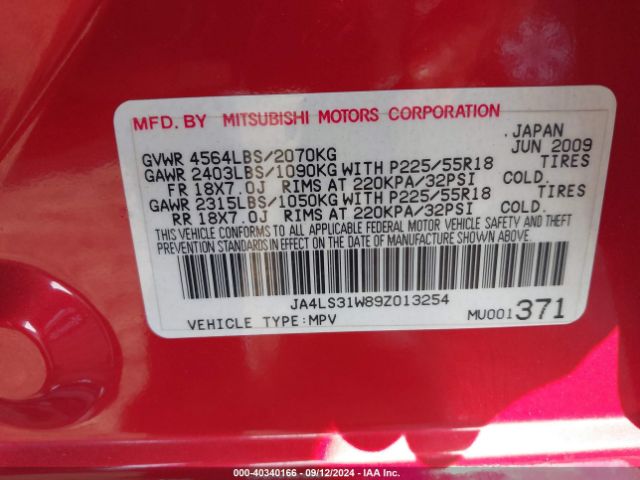 MFD.BY MITSUBISHI MOTORS CORPORATION
. JAPAN
GVWR 4564LBS/2070KG JUN 2009
GAWR 2403LBS/1090KG WITH P225/55R18 TIRES
FR 18X7.0J RIMS AT 220KPA/32PSI COLD.
GAWR 2315LBS/1050KG WITH P225/55R18 TIRES
RR 18X7.0J RIMS AT 220KPA/32PSI COLD.
THIS VEHICLE CONFORMS TO ALL APPLICABLE FEDERAL MOTOR VEHICLE SAFETY AND THEFT
PREVENTION STANDARDS IN EFFECT ON THE DATE OF MANUFACTURE SHOWN ABOVE.
JA4LS31W89Z013254
VEHICLE TYPE:MPV MU001371
000-40340166 - 09/12/2024 - IAA Inc.